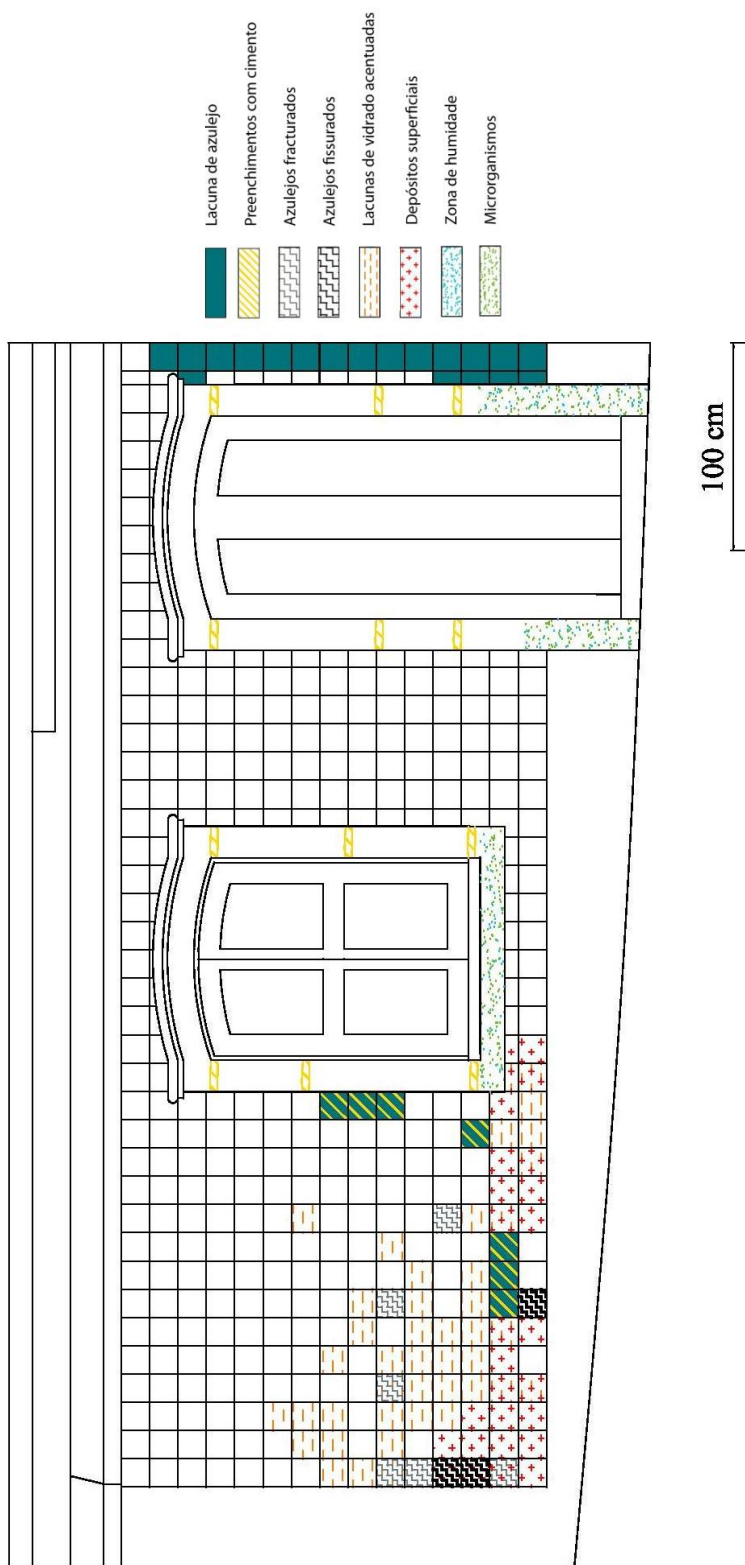 Lacuna de azulejo
Preenchimentos com cimento
Azulejos fracturados
Azulejos fissurados
Lacunas de vidrado acentuadas
Depósitos superficiais
Zona de humidade
Microrganismos
100 cm